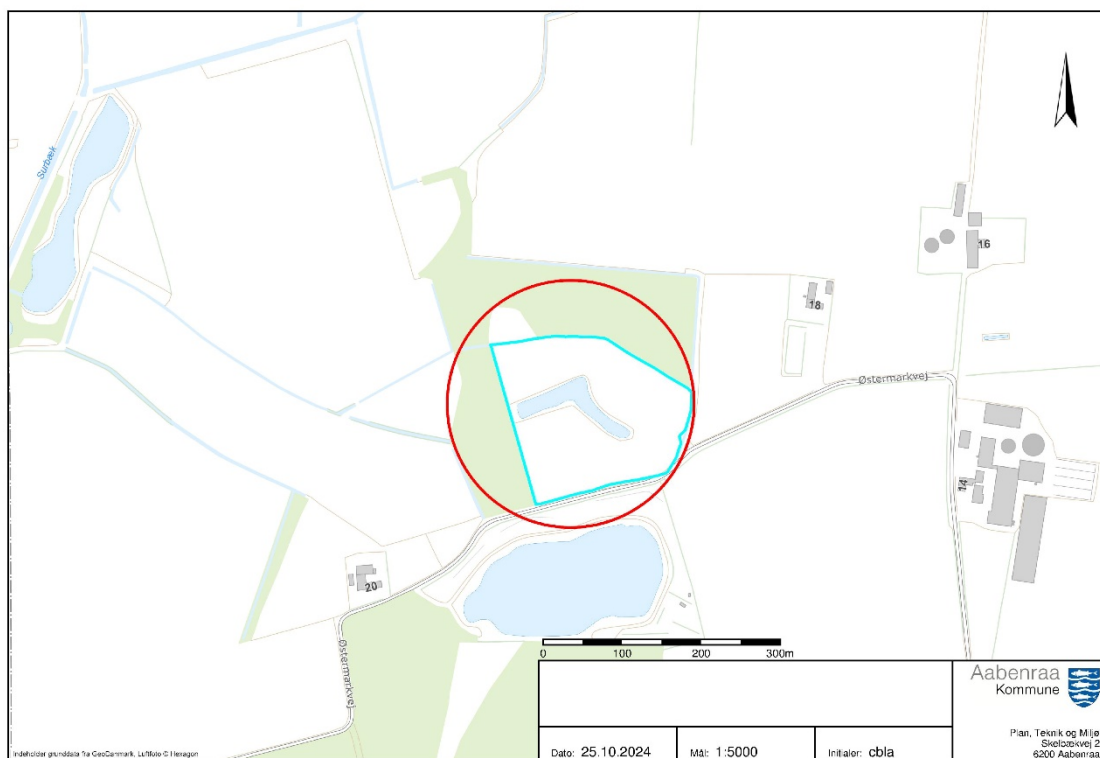 Surbæk
16
18
Østermarkvej
14
20
Østermarkvej
0 100 200 300m
Aabenraa
Kommune
Dato: 25.10.2024
Mål: 1:5000
Initialer: cbla
Plan, Teknik og Miljø
Skelbækvej 2
6200 Aabenraa
Indeholder grunddata fra GeoDanmark, Luftfoto © Hexagon